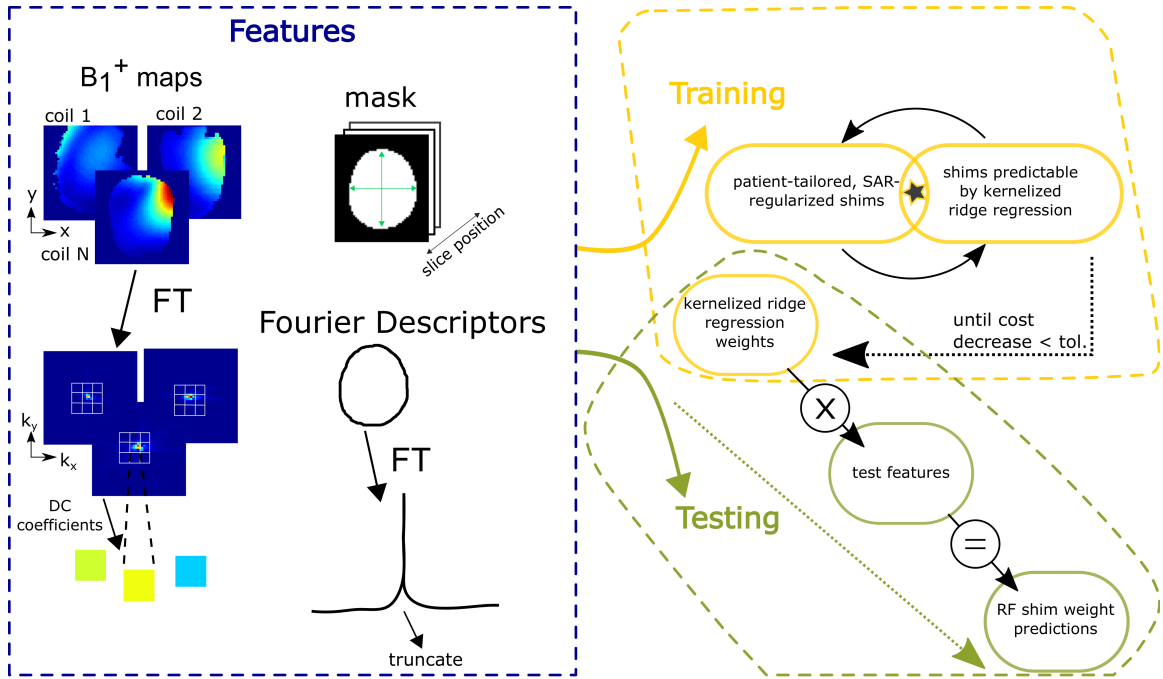 Features
B1+ maps
coil 1
coil 2
coil N
y
x
mask
slice position
FT
Fourier Descriptors
ky
kx
DC
coefficients
FT
truncate
Training
patient-tailored, SAR-
regularized shims
shims predictable
by kernelized
ridge regression
kernelized ridge
regression
weights
until cost
decrease < tol.
X
test features
Testing
=
RF shim weight
predictions